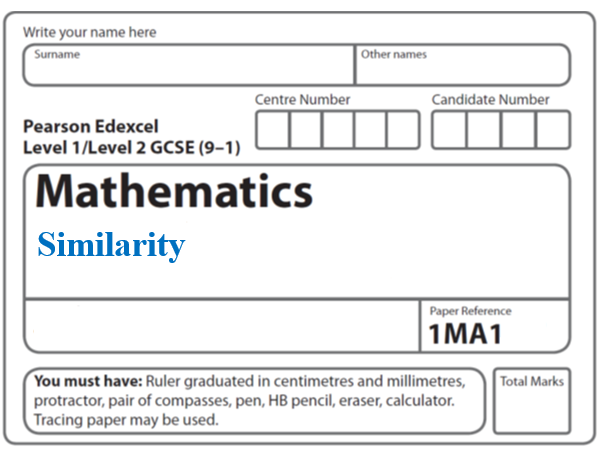 Write your name here
Surname
Other names
Centre Number
Candidate Number
Pearson Edexcel
Level 1/Level 2 GCSE (9–1)
Mathematics
Similarity
Paper Reference
1MA1
You must have: Ruler graduated in centimetres and millimetres,
protractor, pair of compasses, pen, HB pencil, eraser, calculator.
Tracing paper may be used.
Total Marks